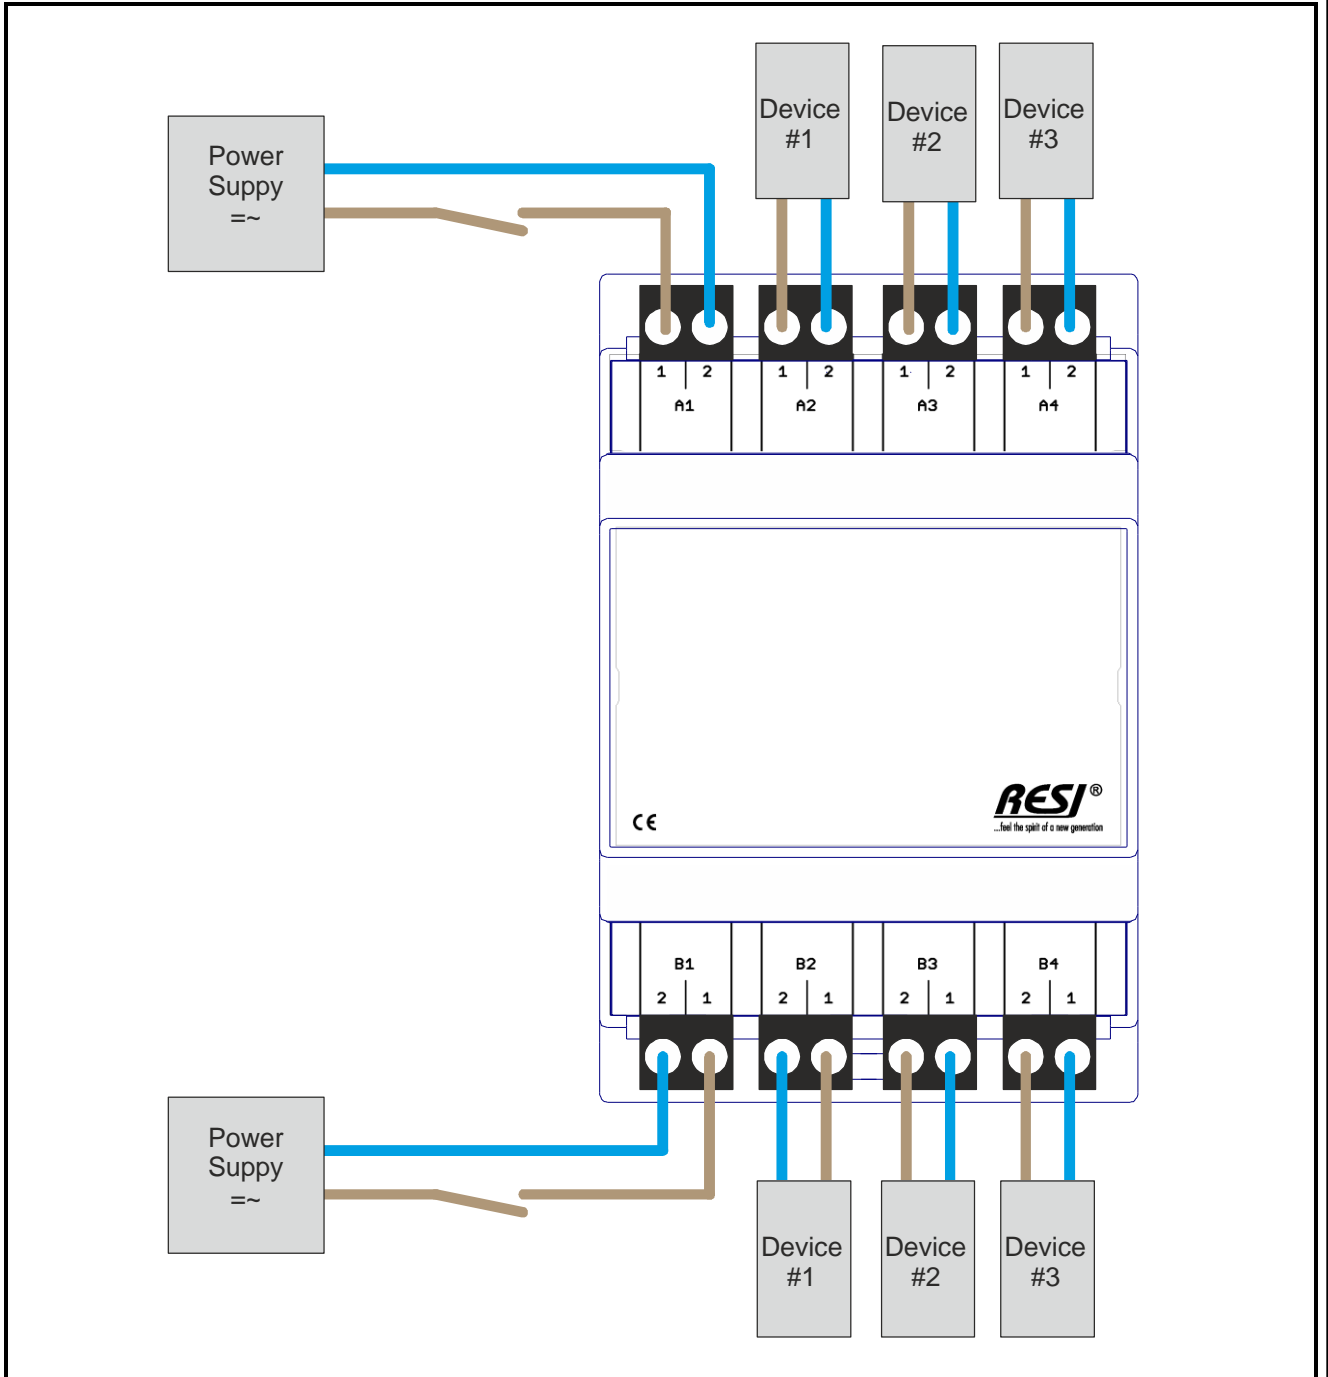 Device
#1
Device
#2
Device
#3
Power
Suppy
=~
1 2
A1
1 2
A2
1 2
A3
1 2
A4
RESI®
...feel the spirit of a new generation
CE
B1
2 1
B2
2 1
B3
2 1
B4
2 1
Power
Suppy
=~
Device
#1
Device
#2
Device
#3